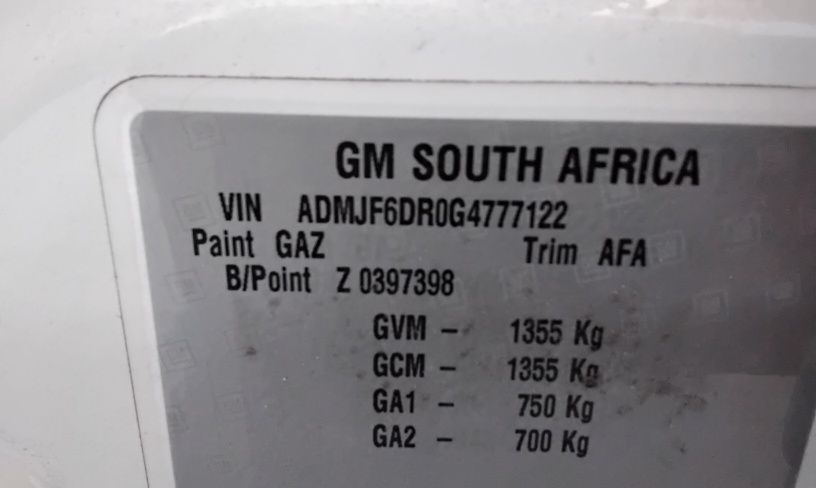 GM SOUTH AFRICA
VIN ADMJF6DR0G4777122
Paint GAZ Trim AFA
B/Point Z 0397398
GVM – 1355 Kg
GCM – 1355 Kg
GA1 – 750 Kg
GA2 – 700 Kg